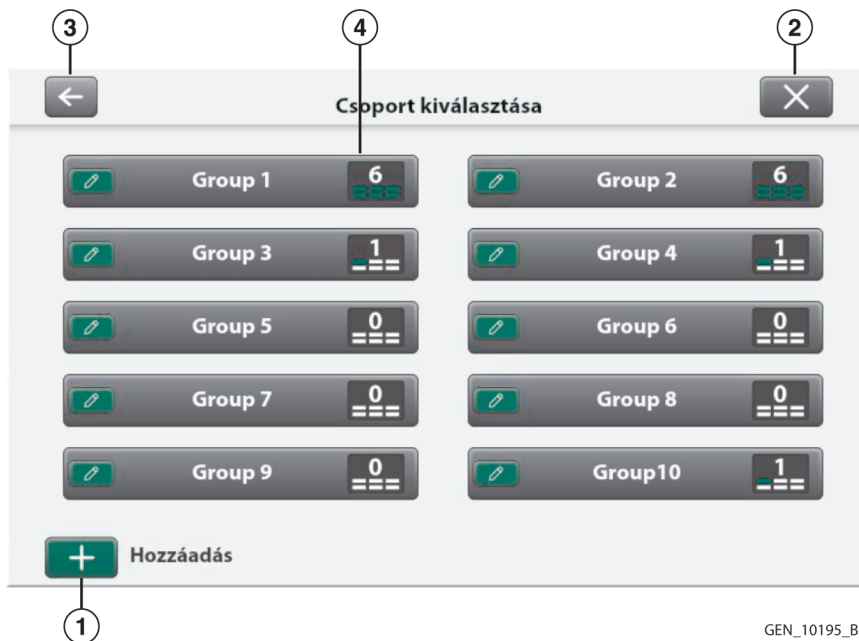 3 4 2
Csoport kiválasztása
Group 1 6 Group 2 6
Group 3 1 Group 4 1
Group 5 0 Group 6 0
Group 7 0 Group 8 0
Group 9 0 Group10 1
Hozzáadás
1
GEN_10195_B